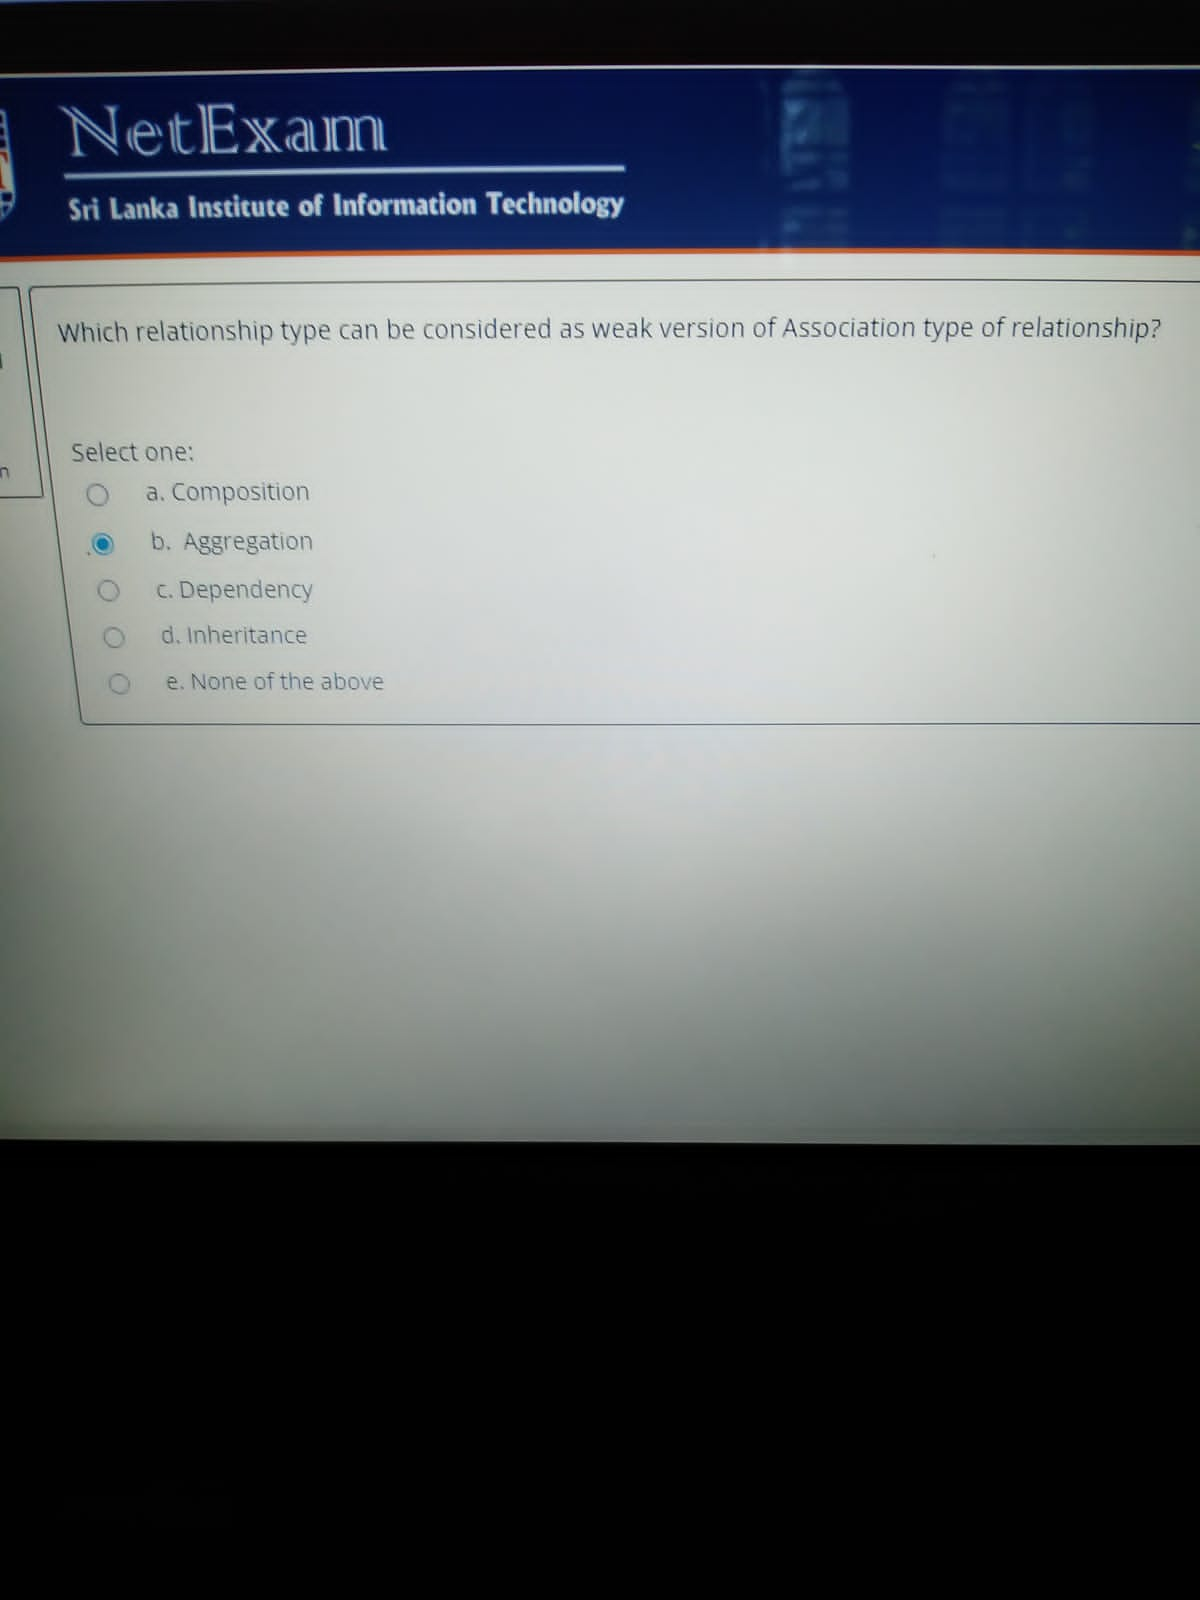 NetExam
Sri Lanka Institute of Information Technology
Which relationship type can be considered as weak version of Association type of relationship?
Select one:
a. Composition
b. Aggregation
c. Dependency
d. Inheritance
e. None of the above